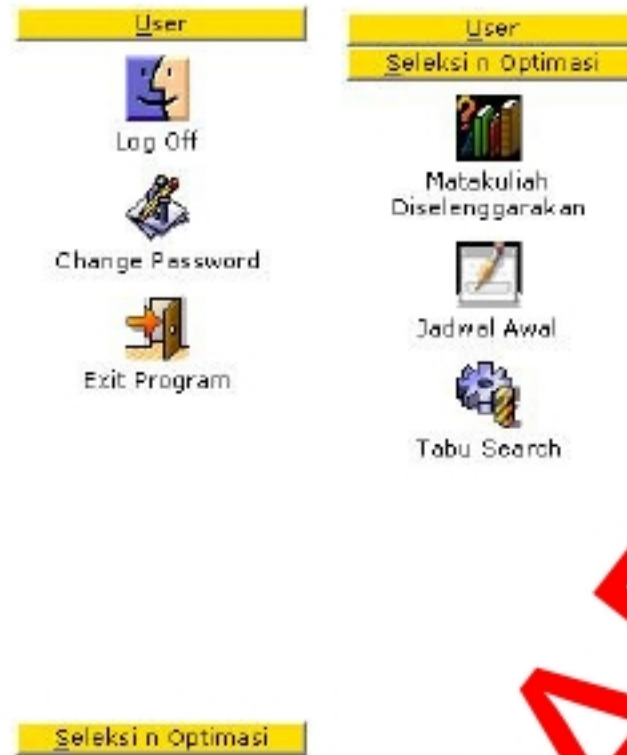 User
Log Off
Change Password
Exit Program
Seleksi n Optimasi
User
Seleksi n Optimasi
Matakuliah
Diselenggarakan
Jadwal Awal
Tabu Search